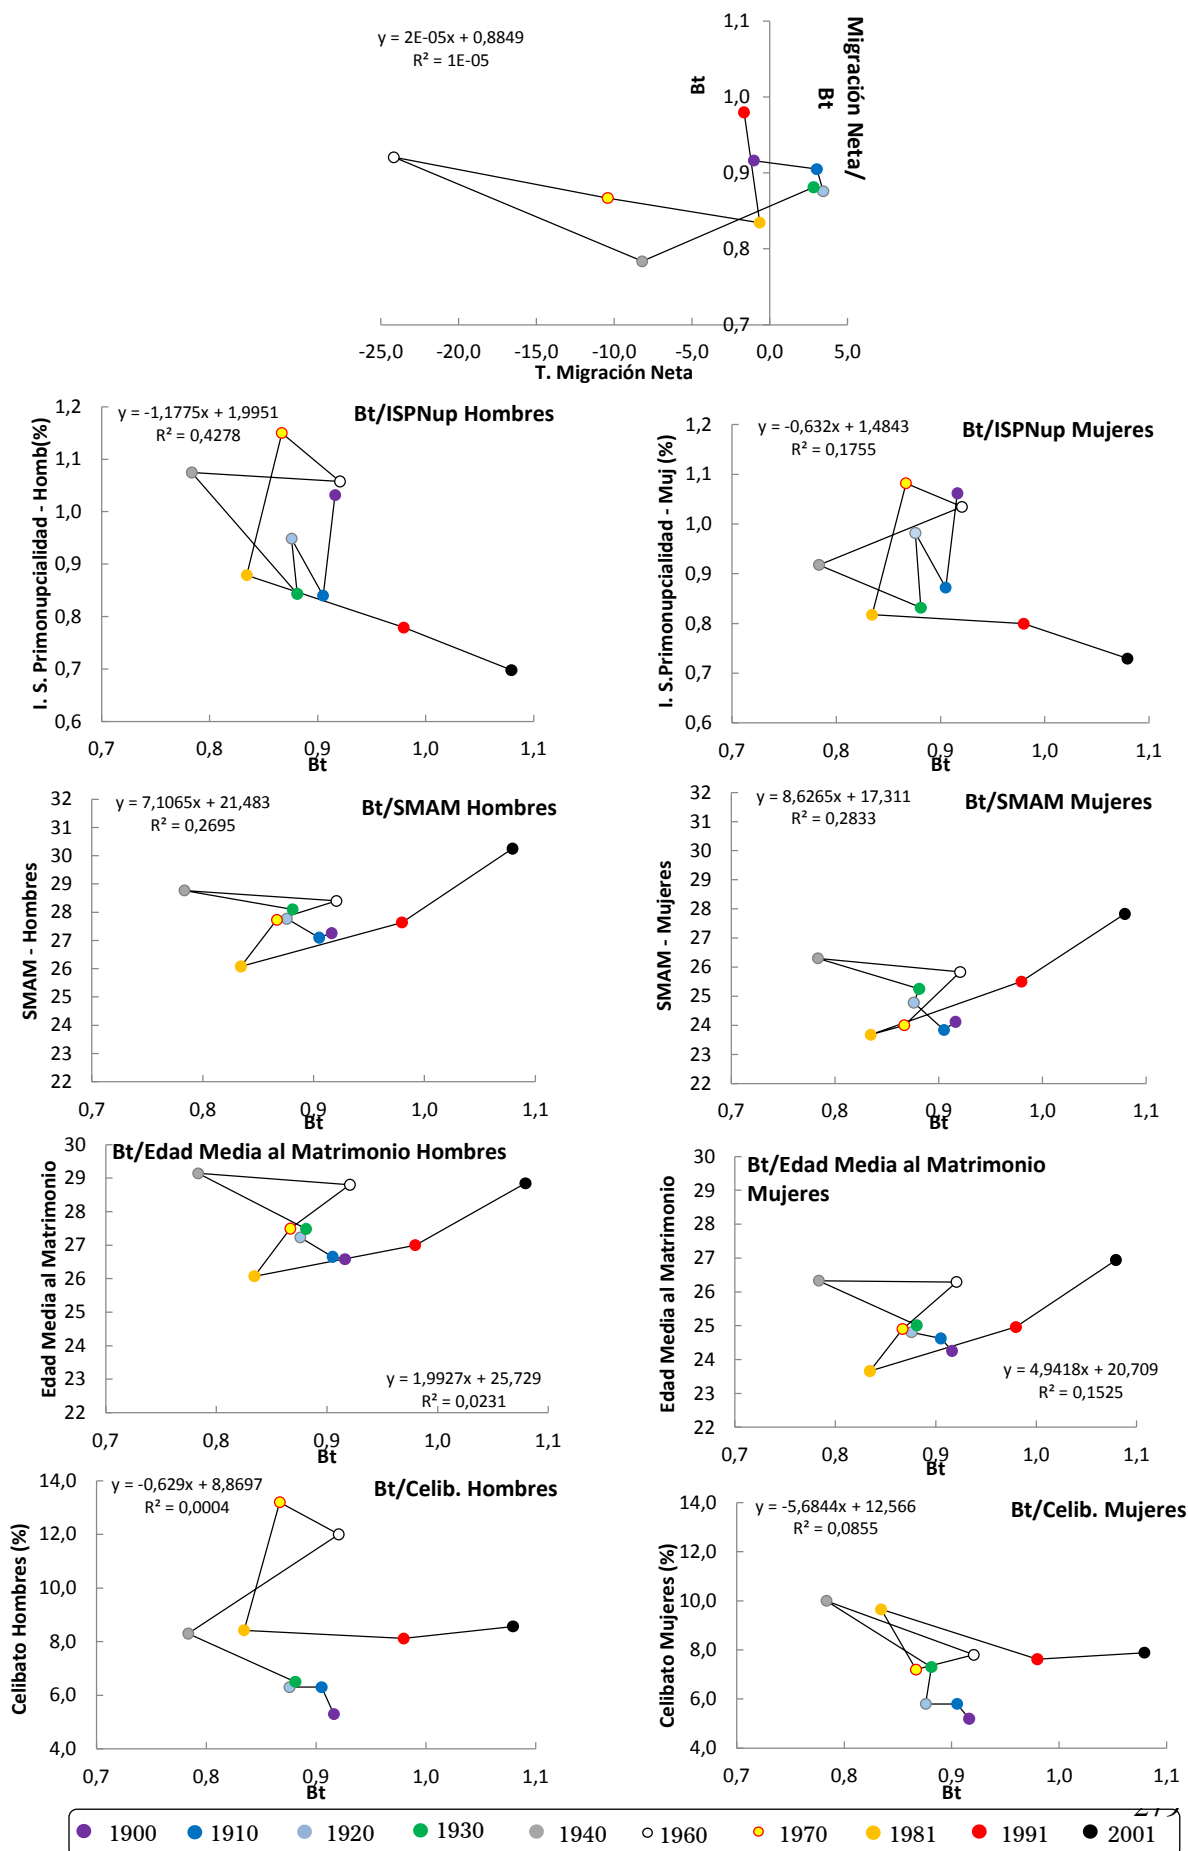 y = 2E-05x + 0,8849
R² = 1E-05
Migración Neta/
Bt
Bt
1,1
1,0
0,9
0,8
0,7
-25,0 -20,0 -15,0 -10,0 -5,0 0,0 5,0
T. Migración Neta
Bt/ISPNup Hombres
y = -1,1775x + 1,9951
R² = 0,4278
I. S. Primonupcialidad - Homb(%)
1,2
1,1
1,0
0,9
0,8
0,7
0,6
0,7 0,8 0,9 1,0 1,1
Bt
Bt/ISPNup Mujeres
y = -0,632x + 1,4843
R² = 0,1755
I. S.Primonupcialidad - Muj (%)
1,2
1,1
1,0
0,9
0,8
0,7
0,6
0,7 0,8 0,9 1,0 1,1
Bt
Bt/SMAM Hombres
y = 7,1065x + 21,483
R² = 0,2695
SMAM - Hombres
32
31
30
29
28
27
26
25
24
23
22
0,7 0,8 0,9 1,0 1,1
Bt
Bt/SMAM Mujeres
y = 8,6265x + 17,311
R² = 0,2833
SMAM - Mujeres
32
31
30
29
28
27
26
25
24
23
22
0,7 0,8 0,9 1,0 1,1
Bt
Bt/Edad Media al Matrimonio Hombres
y = 1,9927x + 25,729
R² = 0,0231
Edad Media al Matrimonio
30
29
28
27
26
25
24
23
22
0,7 0,8 0,9 1,0 1,1
Bt
Bt/Edad Media al Matrimonio
Mujeres
y = 4,9418x + 20,709
R² = 0,1525
Edad Media al Matrimonio
30
29
28
27
26
25
24
23
22
0,7 0,8 0,9 1,0 1,1
Bt
Bt/Celib. Hombres
y = -0,629x + 8,8697
R² = 0,0004
Celibato Hombres (%)
14,0
12,0
10,0
8,0
6,0
4,0
0,7 0,8 0,9 1,0 1,1
Bt/Celib. Mujeres
y = -5,6844x + 12,566
R² = 0,0855
Celibato Mujeres (%)
14,0
12,0
10,0
8,0
6,0
4,0
0,7 0,8 0,9 1,0 1,1
1900 1910 1920 1930 1940 1960 1970 1981 1991 2001